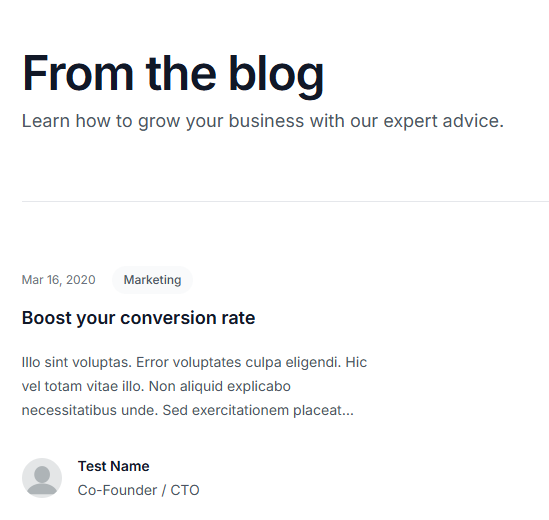 From the blog
Learn how to grow your business with our expert advice.
Mar 16, 2020 Marketing
Boost your conversion rate
Illo sint voluptas. Error voluptates culpa eligendi. Hic
vel totam vitae illo. Non aliquid explicabo
necessitatibus unde. Sed exercitationem placeat...
Test Name
Co-Founder / CTO